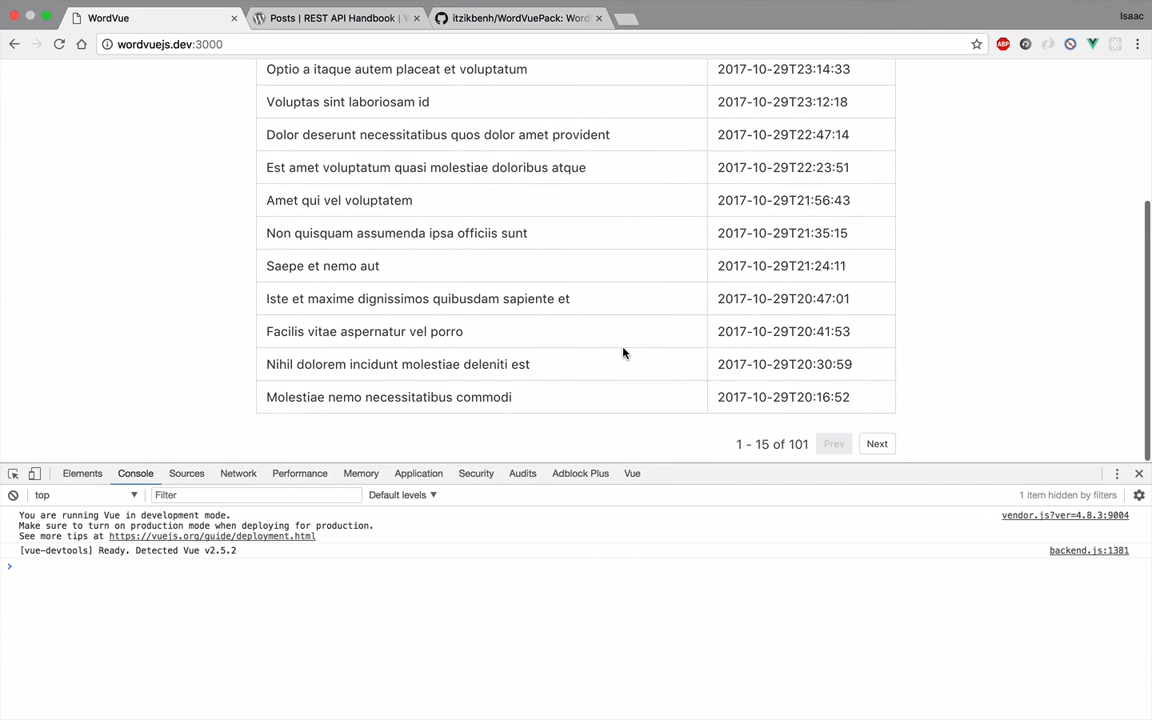 WordVue
Posts | REST API Handbook |
itzikbenh/WordVuePack: Word
Isaac
wordvuejs.dev:3000
ABP
Optio a itaque autem placeat et voluptatum 2017-10-29T23:14:33
Voluptas sint laboriosam id 2017-10-29T23:12:18
Dolor deserunt necessitatibus quos dolor amet provident 2017-10-29T22:47:14
Est amet voluptatum quasi molestiae doloribus atque 2017-10-29T22:23:51
Amet qui vel voluptatem 2017-10-29T21:56:43
Non quisquam assumenda ipsa officiis sunt 2017-10-29T21:35:15
Saepe et nemo aut 2017-10-29T21:24:11
Iste et maxime dignissimos quibusdam sapiente et 2017-10-29T20:47:01
Facilis vitae aspernatur vel porro 2017-10-29T20:41:53
Nihil dolorem incidunt molestiae deleniti est 2017-10-29T20:30:59
Molestiae nemo necessitatibus commodi 2017-10-29T20:16:52
1 - 15 of 101 Prev Next
Elements Console Sources Network Performance Memory Application Security Audits Adblock Plus Vue
top Filter Default levels 1 item hidden by filters
You are running Vue in development mode. vendor.js?ver=4.8.3:9004
Make sure to turn on production mode when deploying for production.
See more tips at https://vuejs.org/guide/deployment.html
[vue-devtools] Ready. Detected Vue v2.5.2 backend.js:1381